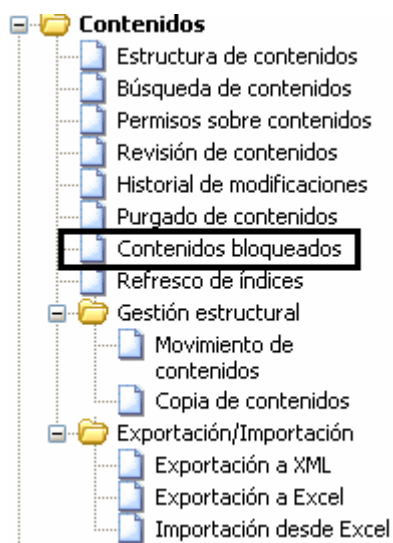 Contenidos
Estructura de contenidos
Búsqueda de contenidos
Permisos sobre contenidos
Revisión de contenidos
Historial de modificaciones
Purgado de contenidos
Contenidos bloqueados
Refresco de índices
Gestión estructural
Movimiento de
contenidos
Copia de contenidos
Exportación/Importación
Exportación a XML
Exportación a Excel
Importación desde Excel